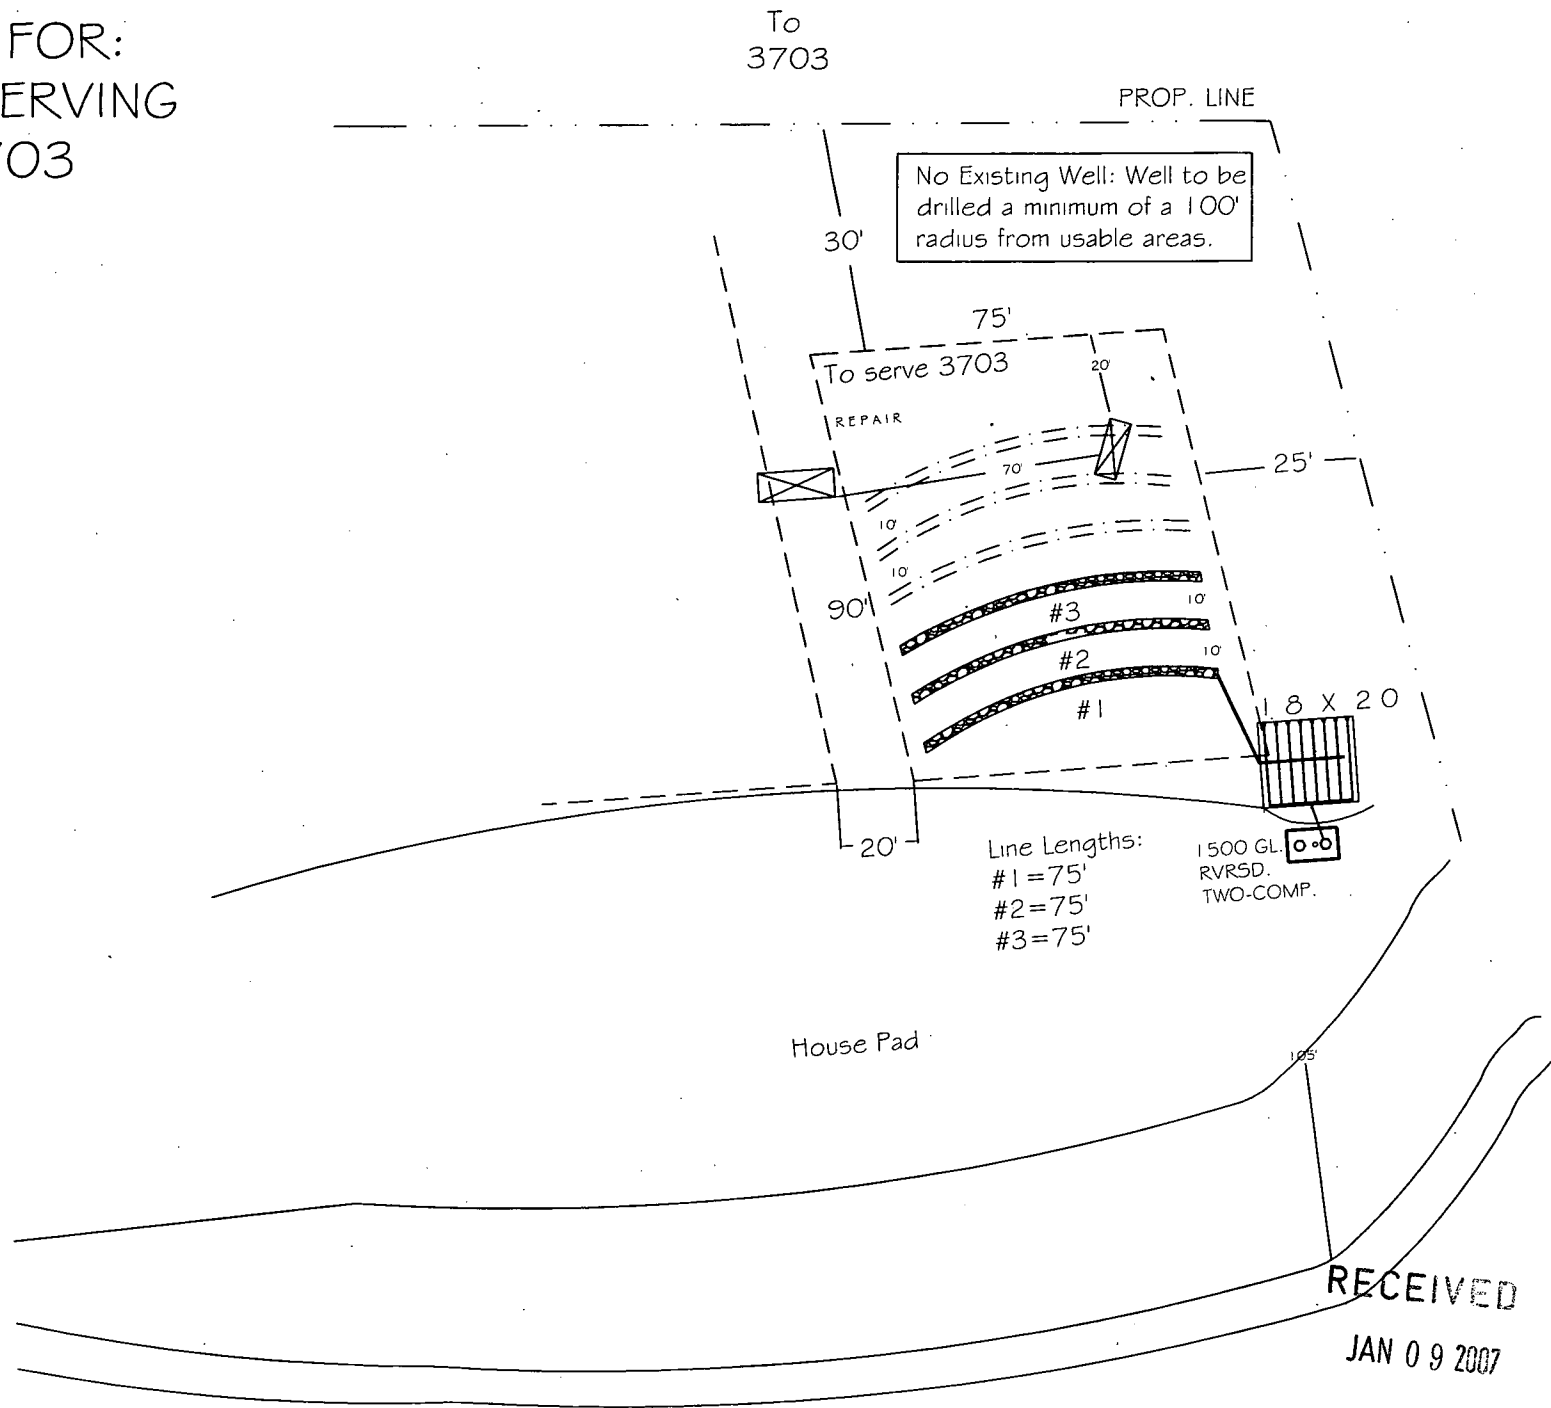 FOR:
ERVING
703
To
3703
PROP. LINE
No Existing Well: Well to be
drilled a minimum of a 100'
radius from usable areas.
30'
75'
To serve 3703
20'
REPAIR
70'
25'
10'
10'
90'
#3
10'
#2
10'
#1
18 X 20
20'
Line Lengths:
#1=75'
#2=75'
#3=75'
1500 GL.
RVRSD.
TWO-COMP.
House Pad
105'
RECEIVED
JAN 09 2007